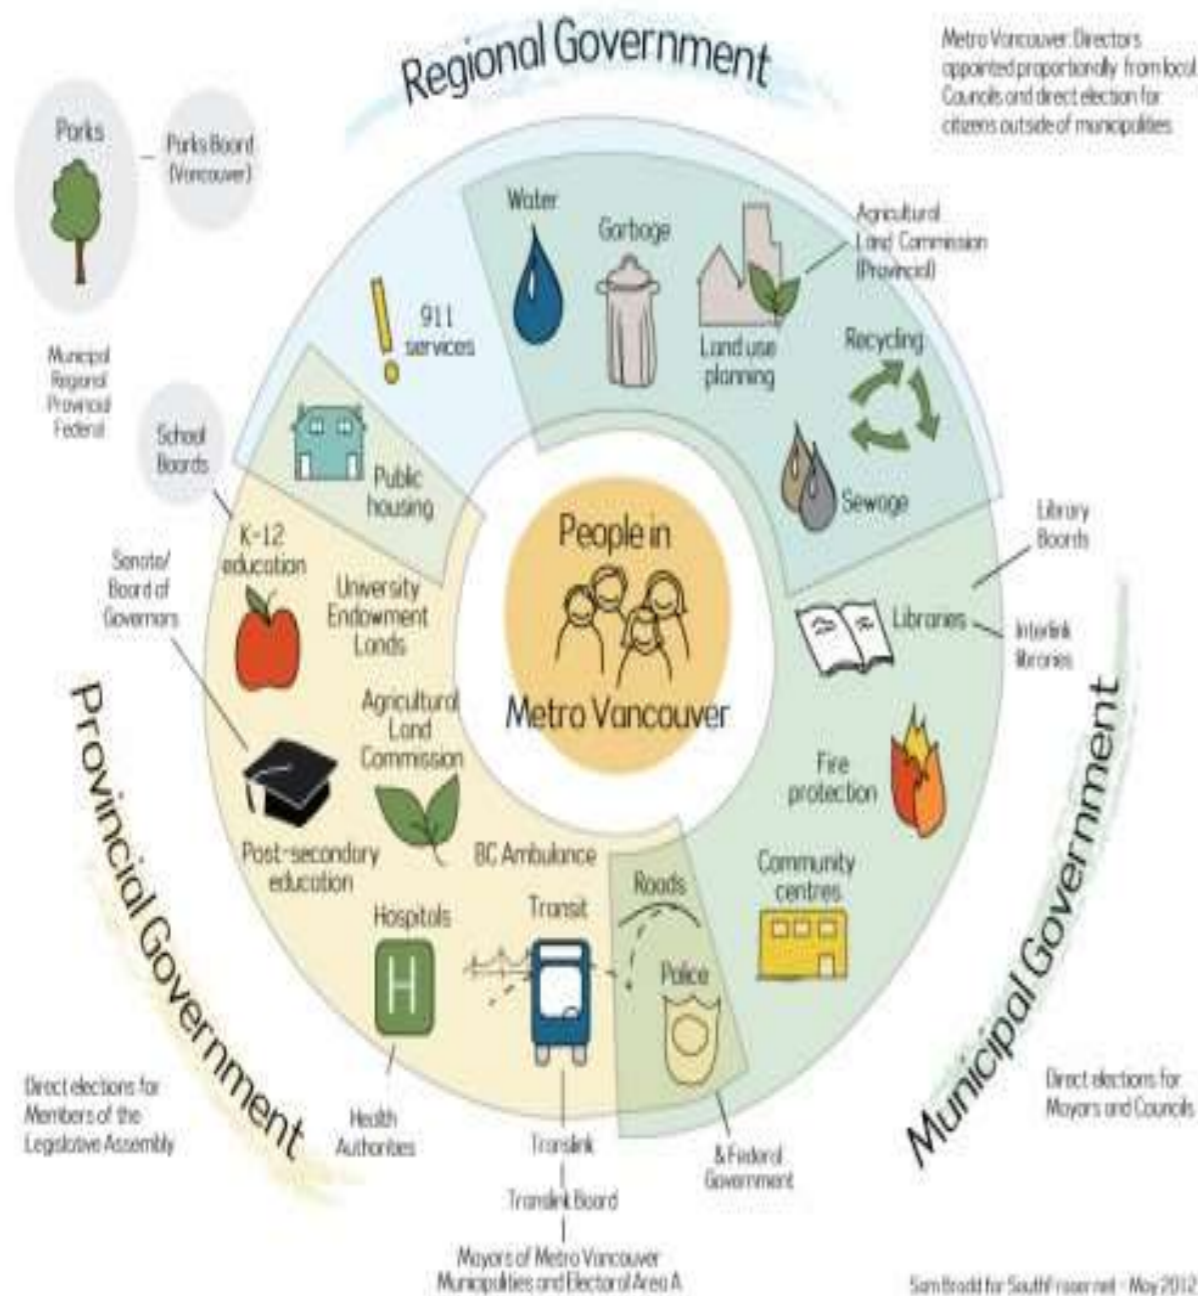 Regional Government
Metro Vancouver: Directors
appointed proportionally from local
Councils and direct election for
citizens outside of municipalities
Parks
Parks Board
(Vancouver)
Municipal
Regional
Provincial
Federal
Water
Garbage
Land use
planning
Agricultural
Land Commission
(Provincial)
Recycling
Sewage
911
services
Public
housing
School
Boards
K-12
education
Senate/
Board of
Governors
University
Endowment
Lands
Agricultural
Land
Commission
Post-secondary
education
BC Ambulance
Hospitals
Transit
Roads
Police
People in
Metro Vancouver
Library
Boards
Libraries
Interlink
libraries
Fire
protection
Community
centres
Provincial Government
Municipal Government
Direct elections for
Members of the
Legislative Assembly
Health
Authorities
Translink
Translink Board
Mayors of Metro Vancouver
Municipalities and Electoral Area A
& Federal
Government
Direct elections for
Mayors and Councils
H
Sam Bradd for SouthFraser.net - May 2012